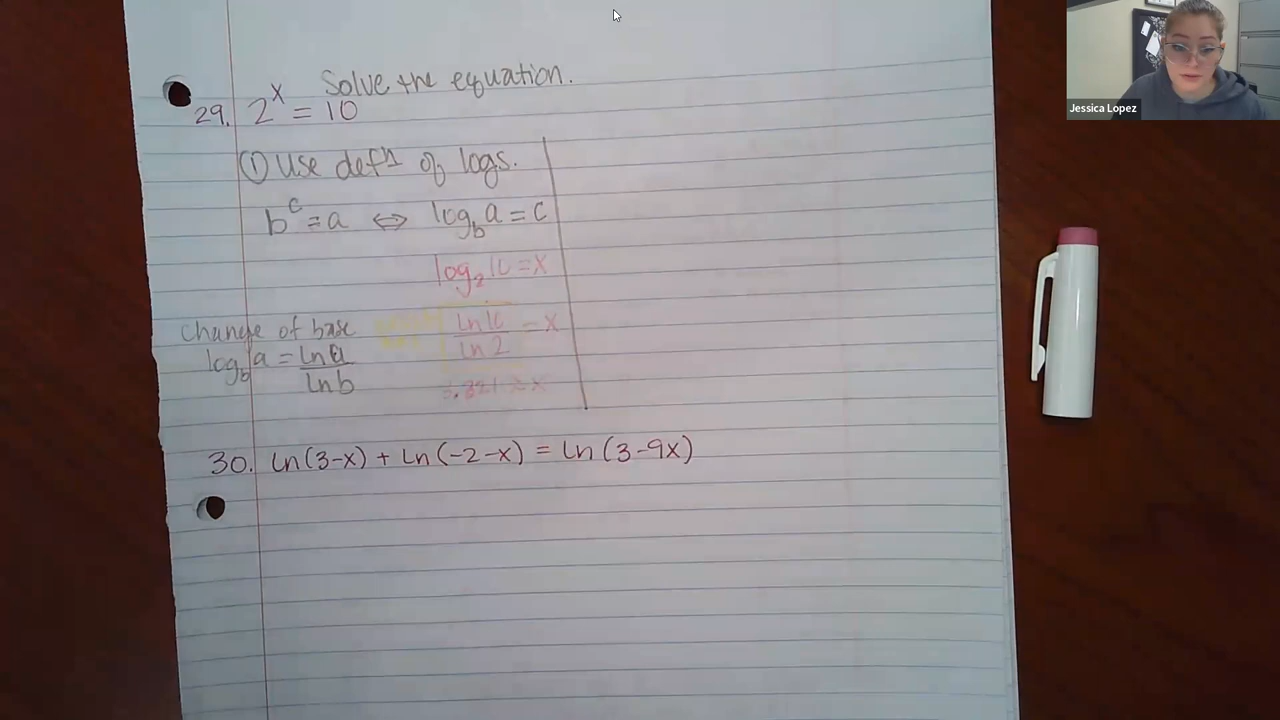 Solve the equation.
29. 2^x = 10
① Use defn of logs.
b^c = a ⇔ log_b a = c
log_2 10 = x
ln 10 / ln 2 = x
Change of base
log_b a = ln a / ln b
≈ x
30. ln(3-x) + ln(-2-x) = ln(3-9x)
Jessica Lopez